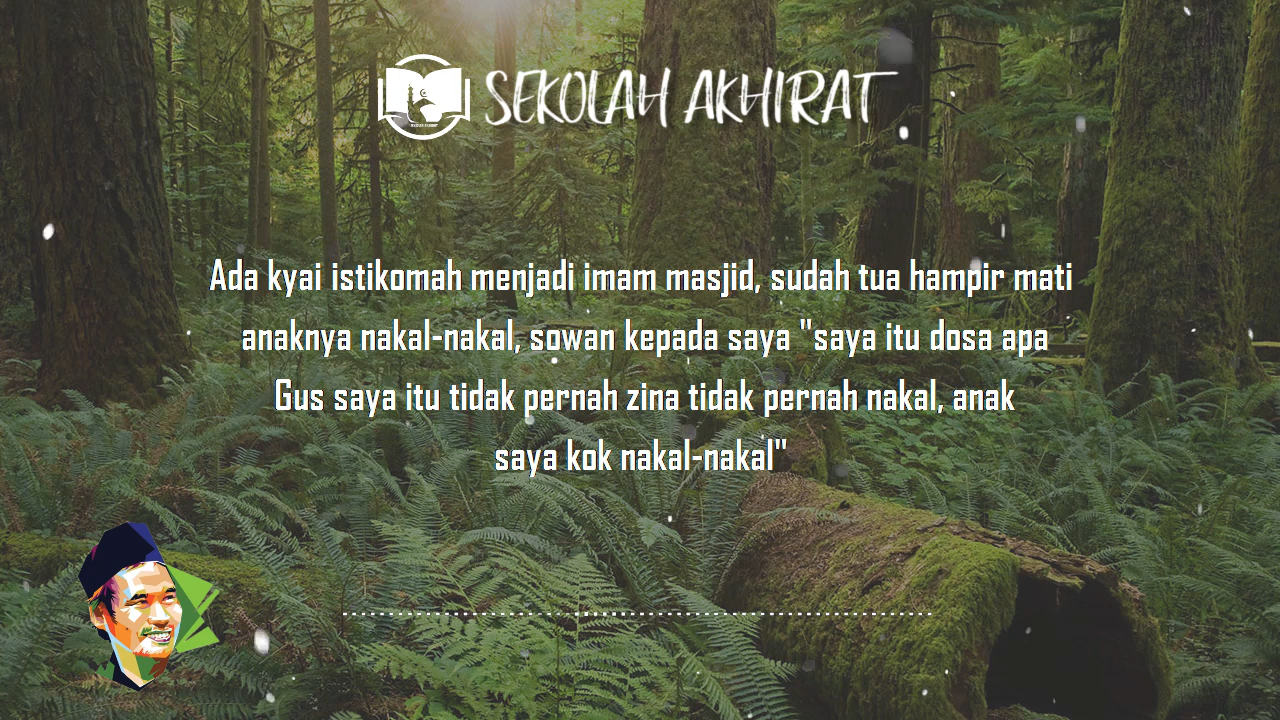 SEKOLAH AKHIRAT
Ada kyai istikomah menjadi imam masjid, sudah tua hampir mati
anaknya nakal-nakal, sowan kepada saya "saya itu dosa apa
Gus saya itu tidak pernah zina tidak pernah nakal, anak
saya kok nakal-nakal"